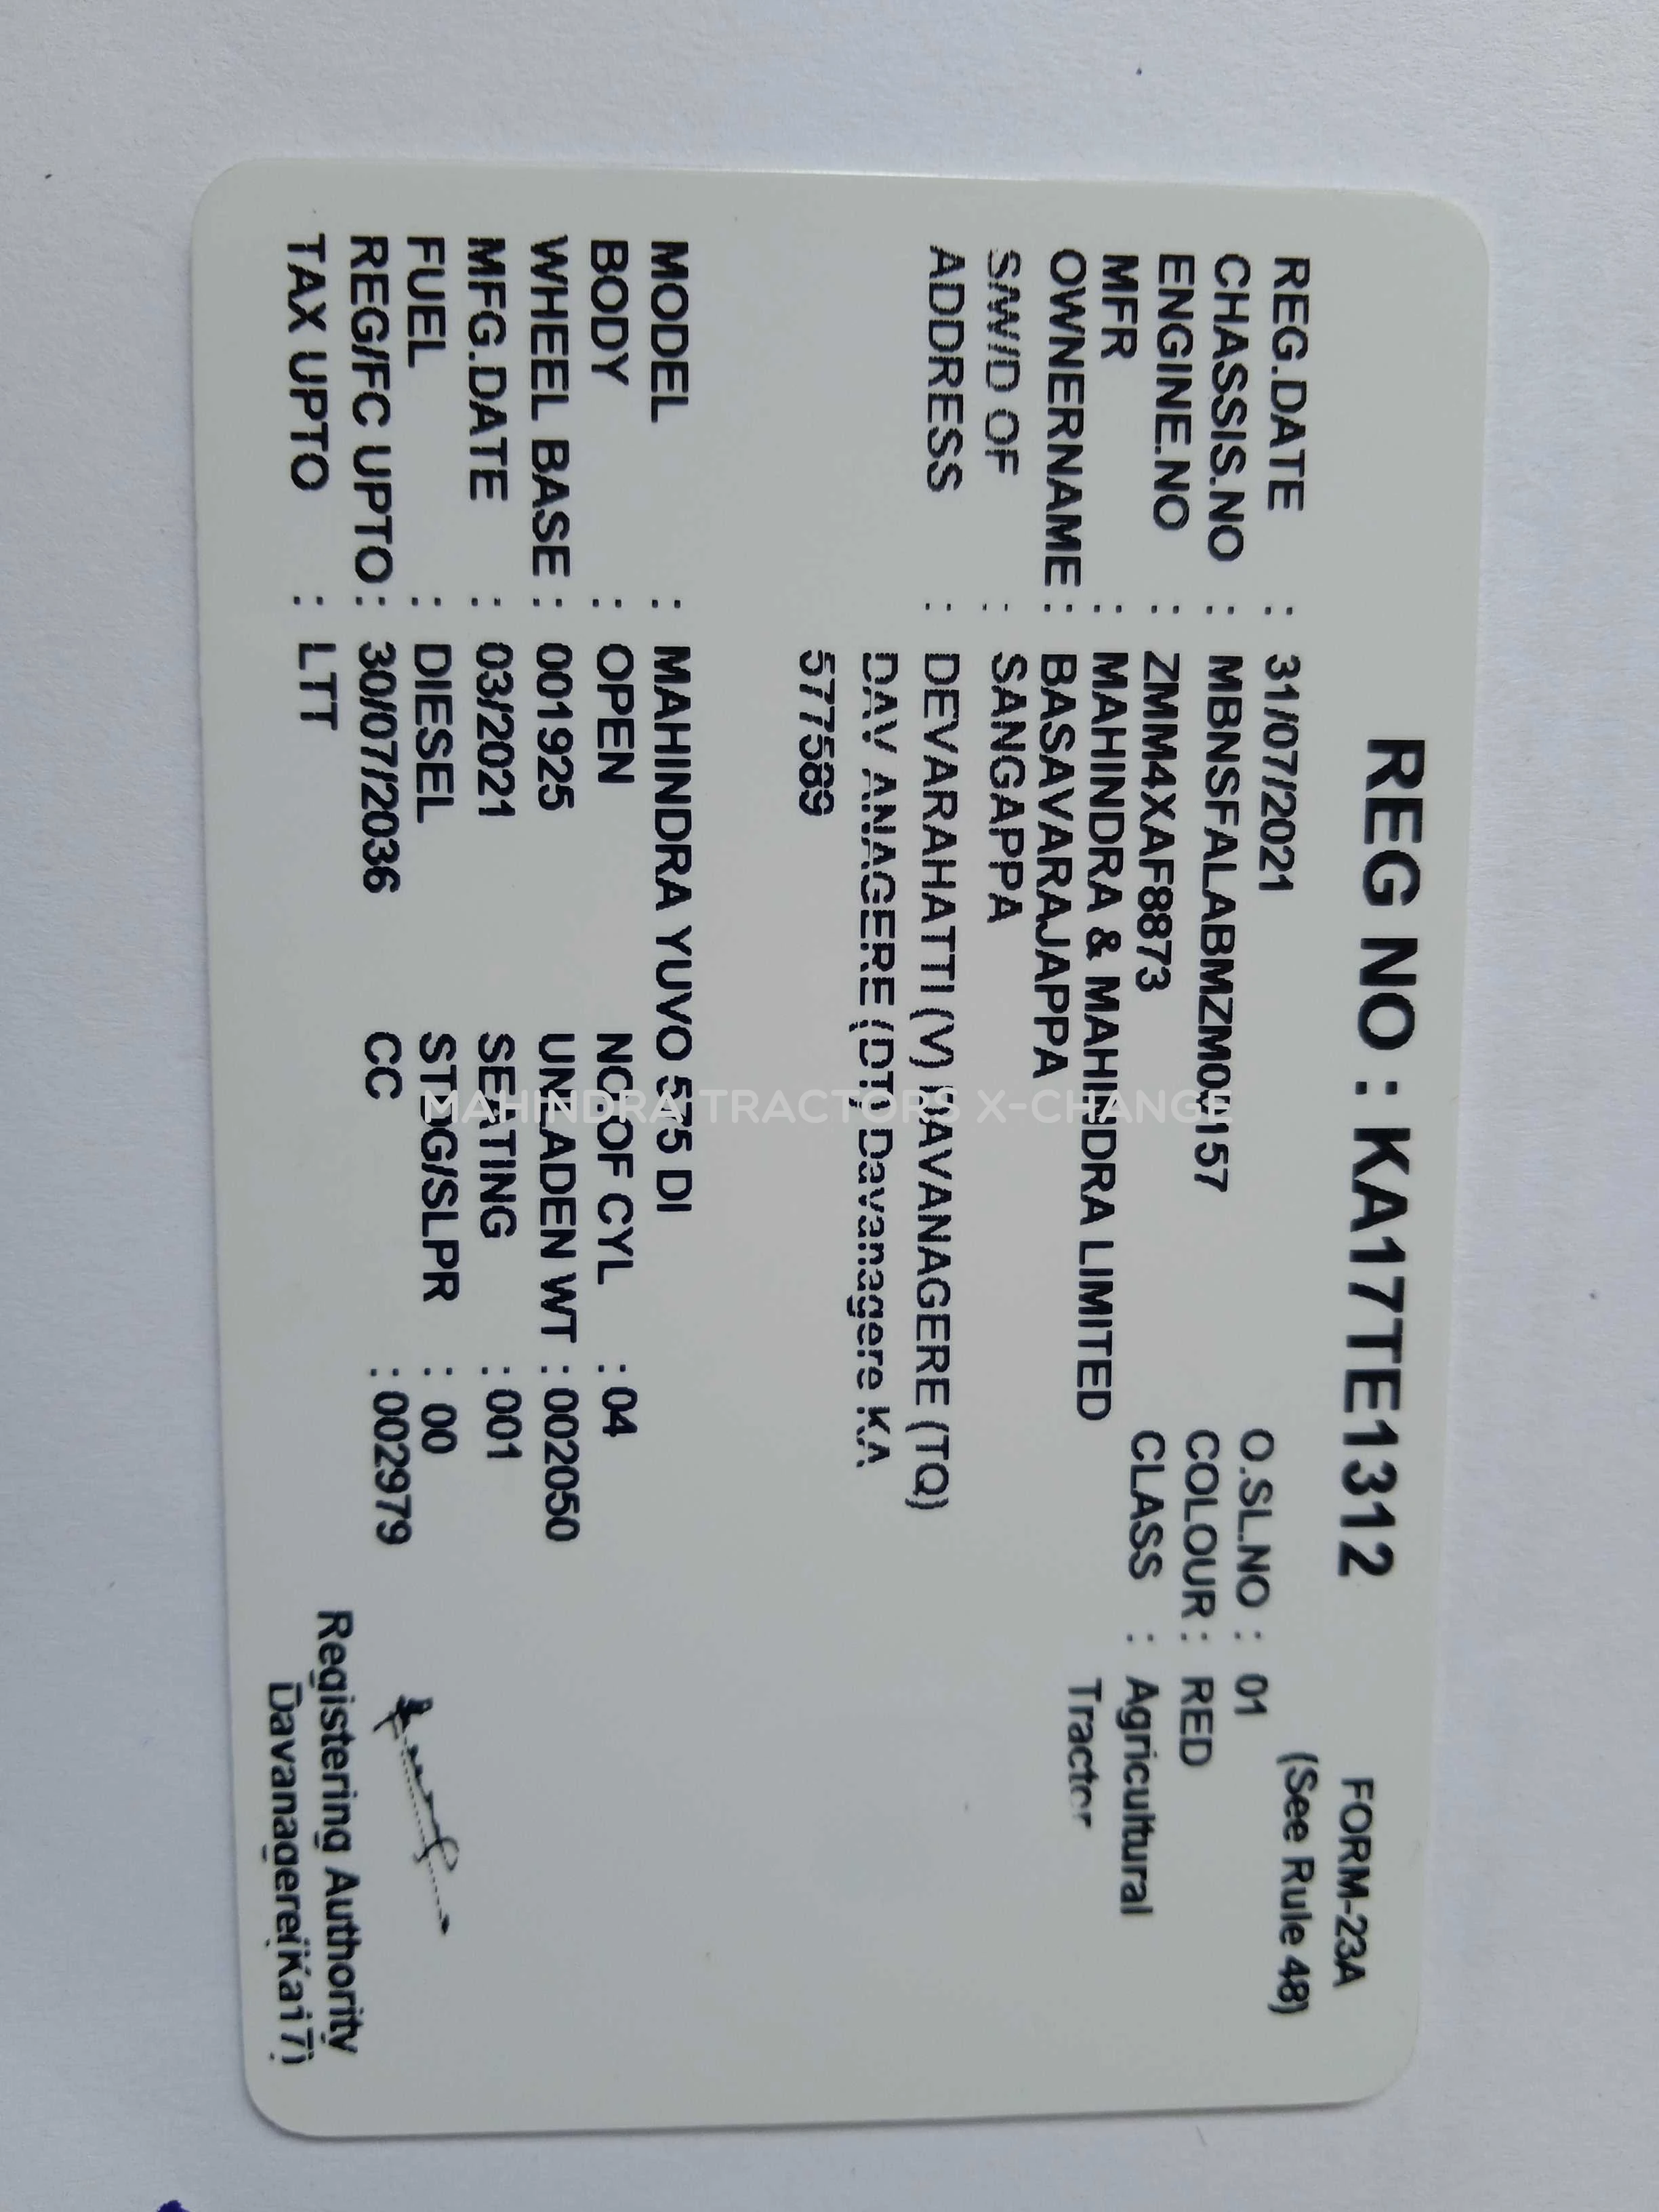 FORM-23A
REG NO : KA17TE1312 (See Rule 48)
REG.DATE : 31/07/2021 O.SL.NO : 01
CHASSIS.NO : MBNSFALABMZM00157 COLOUR : RED
ENGINE.NO : ZMM4XAF8873 CLASS : Agricultural
MFR : MAHINDRA & MAHINDRA LIMITED Tractor
OWNERNAME : BASAVARAJAPPA
S/W/D OF : SANGAPPA
ADDRESS : DEVARAHATTI (V) DAVANAGERE (TQ)
DAV ANAGERE (DT) Davanagere KA
577589
MODEL : MAHINDRA YUVO 575 DI
BODY : OPEN NO OF CYL : 04
WHEEL BASE : 001925 UNLADEN WT : 002050
MFG.DATE : 03/2021 SEATING : 001
FUEL : DIESEL STDG/SLPR : 00
REG/FC UPTO : 30/07/2036 CC : 002979
TAX UPTO : LTT
Registering Authority
Davanagere(Ka17)
MAHINDRA TRACTORS X-CHANGE